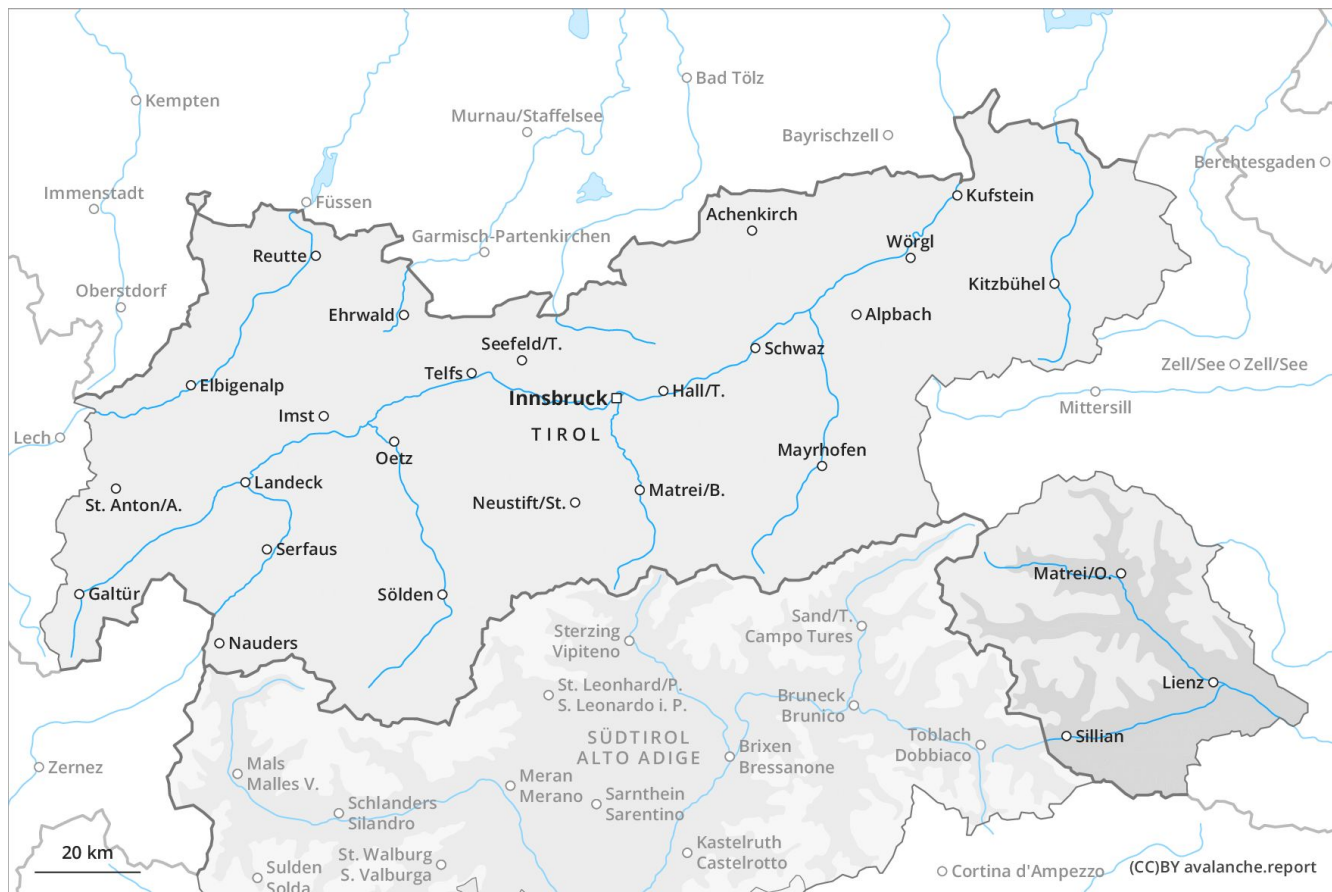 Kempten
Bad Tölz
Murnau/Staffelsee
Bayrischzell
Berchtesgaden
Immenstadt
Füssen
Kufstein
Achenkirch
Garmisch-Partenkirchen
Wörgl
Reutte
Oberstdorf
Kitzbühel
Ehrwald
Alpbach
Seefeld/T.
Schwaz
Telfs
Zell/See
Zell/See
Elbigenalp
Innsbruck
Hall/T.
Mittersill
Imst
TIROL
Lech
Oetz
Mayrhofen
Landeck
Matrei/B.
St. Anton/A.
Neustift/St.
Serfaus
Matrei/O.
Galtür
Sölden
Sand/T.
Campo Tures
Sterzing
Vipiteno
Nauders
St. Leonhard/P.
S. Leonardo i. P.
Lienz
Bruneck
Brunico
SÜDTIROL
ALTO ADIGE
Toblach
Dobbiaco
Sillian
Brixen
Bressanone
Zernez
Mals
Malles V.
Meran
Merano
Schlanders
Silandro
Sarnthein
Sarentino
Kastelruth
Castelrotto
20 km
St. Walburg
S. Valburga
Sulden
Solda
Cortina d'Ampezzo
(CC)BY avalanche.report